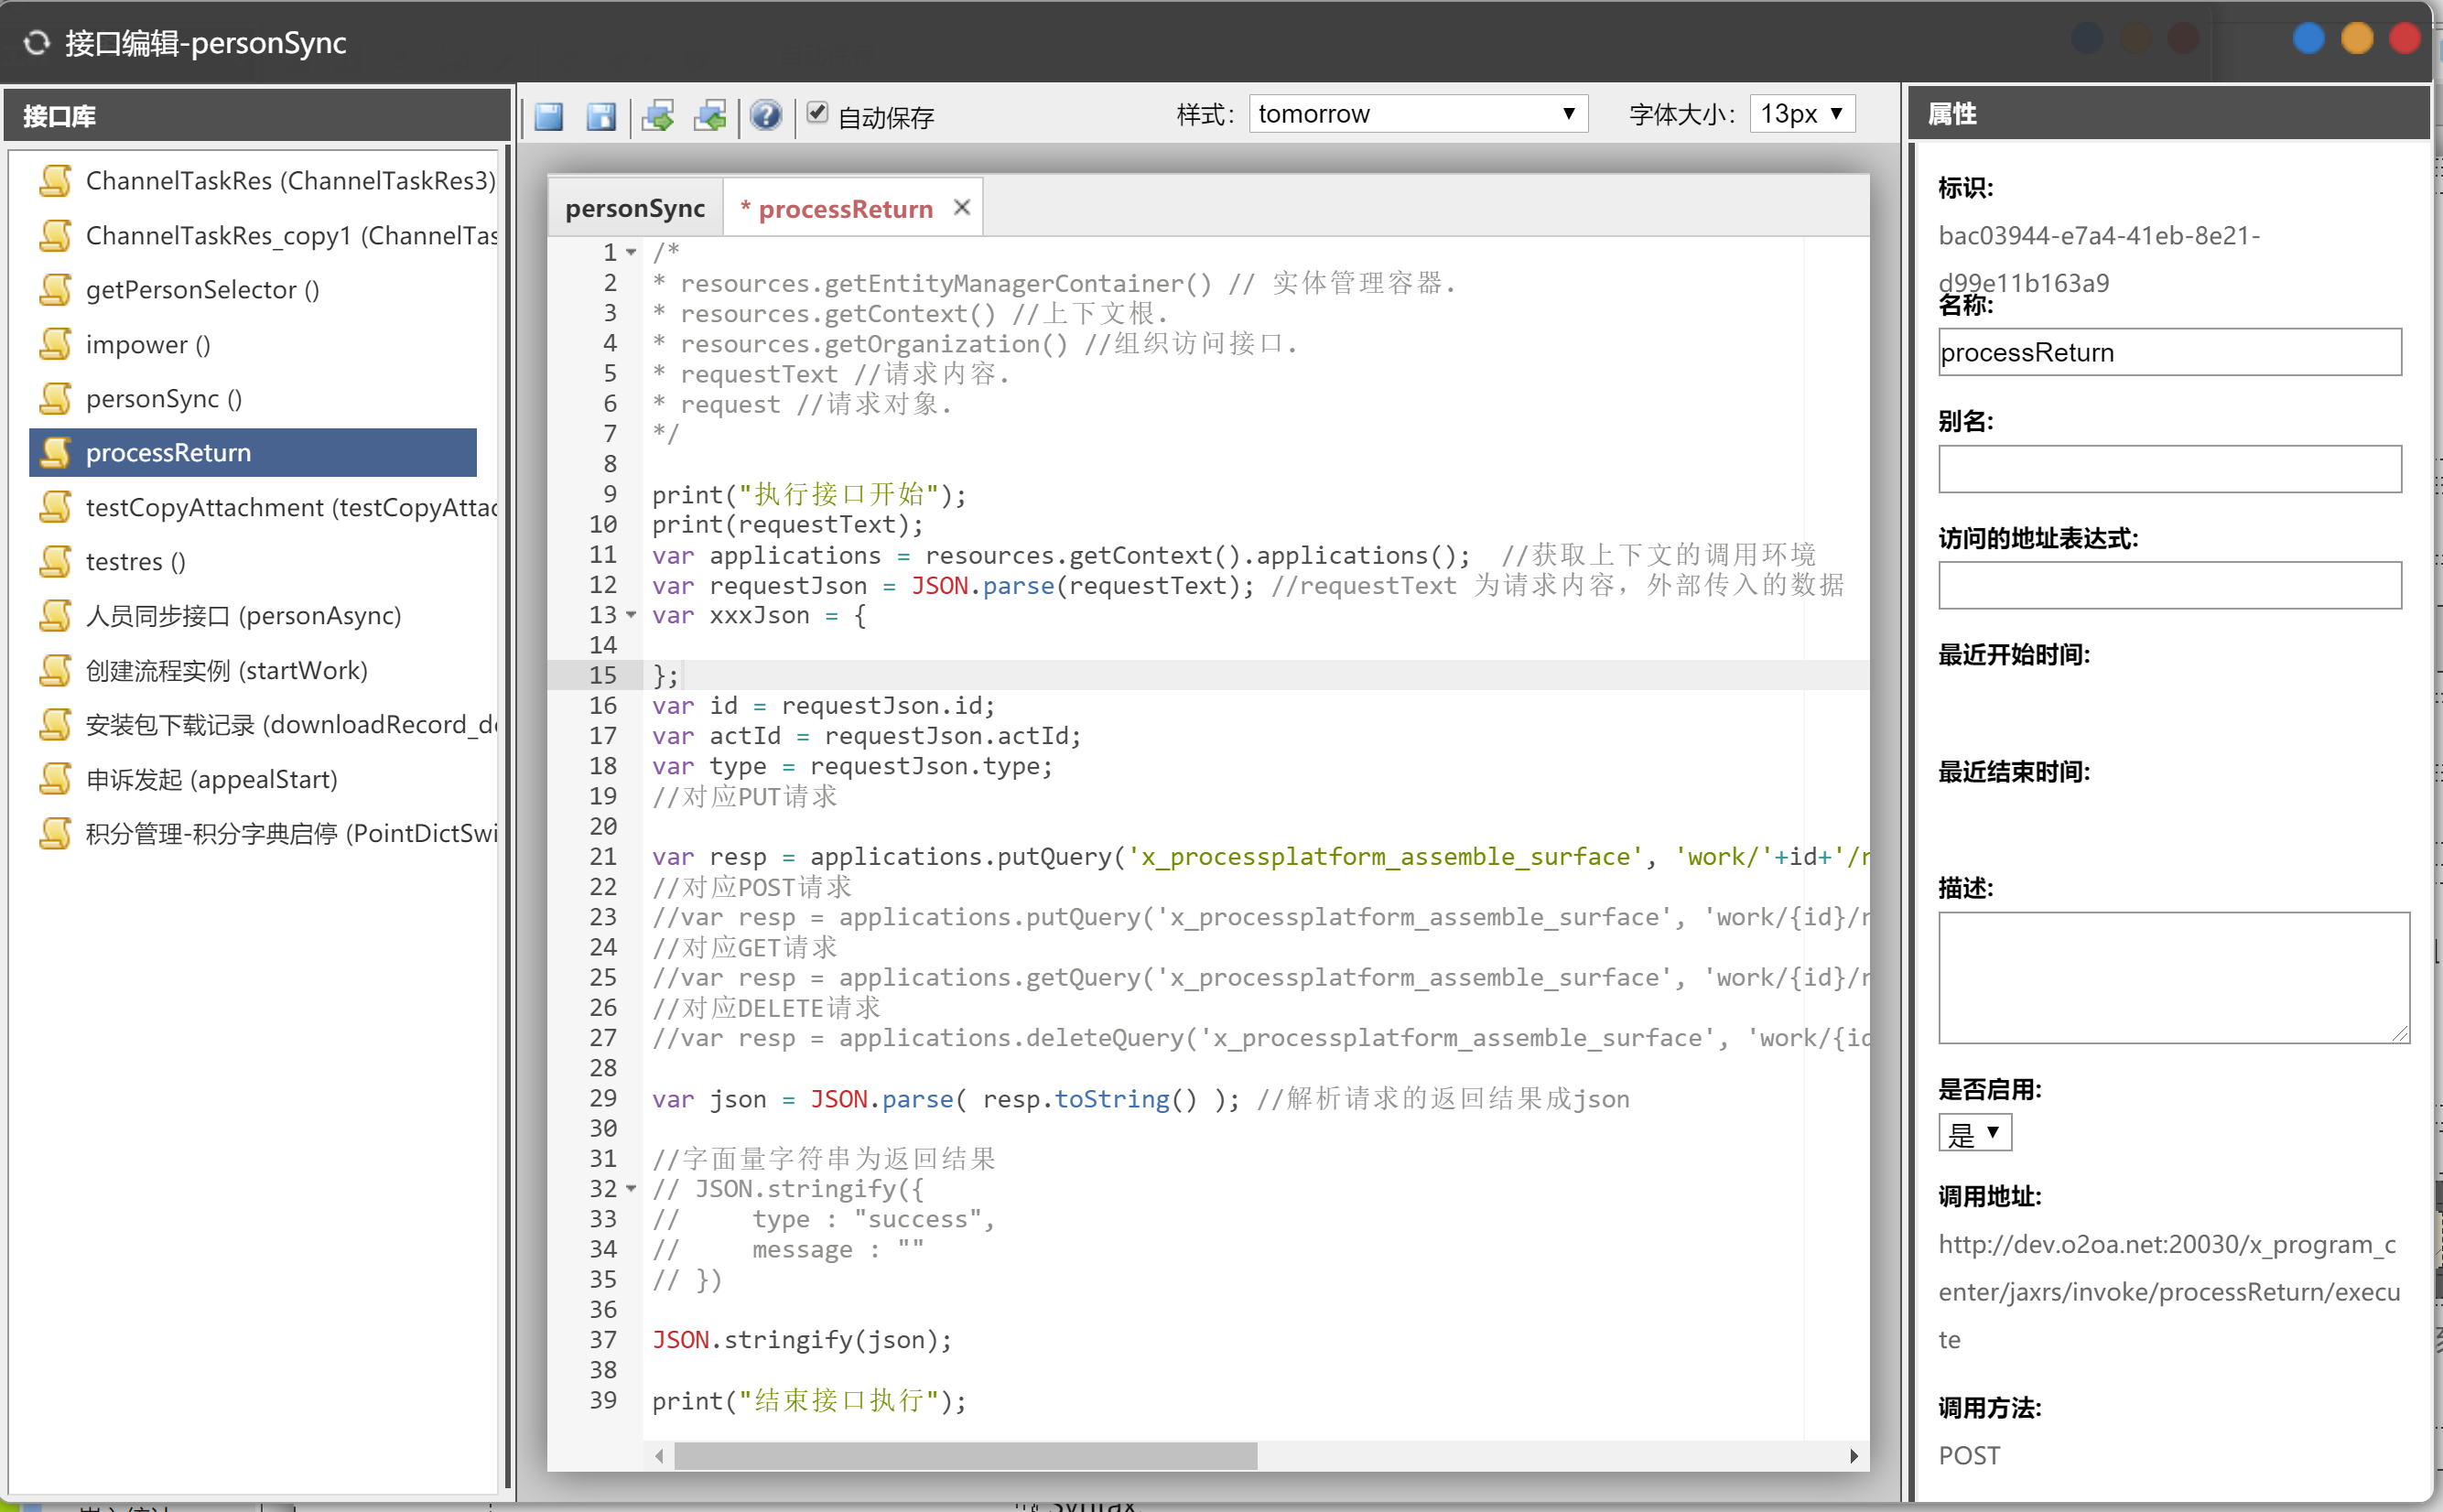 接口编辑-personSync
接口库
ChannelTaskRes (ChannelTaskRes3)
ChannelTaskRes_copy1 (ChannelTas
getPersonSelector ()
impower ()
personSync ()
processReturn
testCopyAttachment (testCopyAttac
testres ()
人员同步接口 (personAsync)
创建流程实例 (startWork)
安装包下载记录 (downloadRecord_de
申诉发起 (appealStart)
积分管理-积分字典启停 (PointDictSwi
自动保存
样式: tomorrow
字体大小: 13px
personSync
* processReturn
1 /*
2 * resources.getEntityManagerContainer() // 实体管理容器.
3 * resources.getContext() //上下文根.
4 * resources.getOrganization() //组织访问接口.
5 * requestText //请求内容.
6 * request //请求对象.
7 */
8
9 print("执行接口开始");
10 print(requestText);
11 var applications = resources.getContext().applications();  //获取上下文的调用环境
12 var requestJson = JSON.parse(requestText); //requestText 为请求内容，外部传入的数据
13 var xxxJson = {
14
15 };
16 var id = requestJson.id;
17 var actId = requestJson.actId;
18 var type = requestJson.type;
19 //对应PUT请求
20
21 var resp = applications.putQuery('x_processplatform_assemble_surface', 'work/'+id+'/r
22 //对应POST请求
23 //var resp = applications.putQuery('x_processplatform_assemble_surface', 'work/{id}/r
24 //对应GET请求
25 //var resp = applications.getQuery('x_processplatform_assemble_surface', 'work/{id}/r
26 //对应DELETE请求
27 //var resp = applications.deleteQuery('x_processplatform_assemble_surface', 'work/{id
28
29 var json = JSON.parse( resp.toString() ); //解析请求的返回结果成json
30
31 //字面量字符串为返回结果
32 // JSON.stringify({
33 //     type : "success",
34 //     message : ""
35 // })
36
37 JSON.stringify(json);
38
39 print("结束接口执行");
属性
标识:
bac03944-e7a4-41eb-8e21-
d99e11b163a9
名称:
processReturn
别名:
访问的地址表达式:
最近开始时间:
最近结束时间:
描述:
是否启用:
是
调用地址:
http://dev.o2oa.net:20030/x_program_c
enter/jaxrs/invoke/processReturn/execu
te
调用方法:
POST